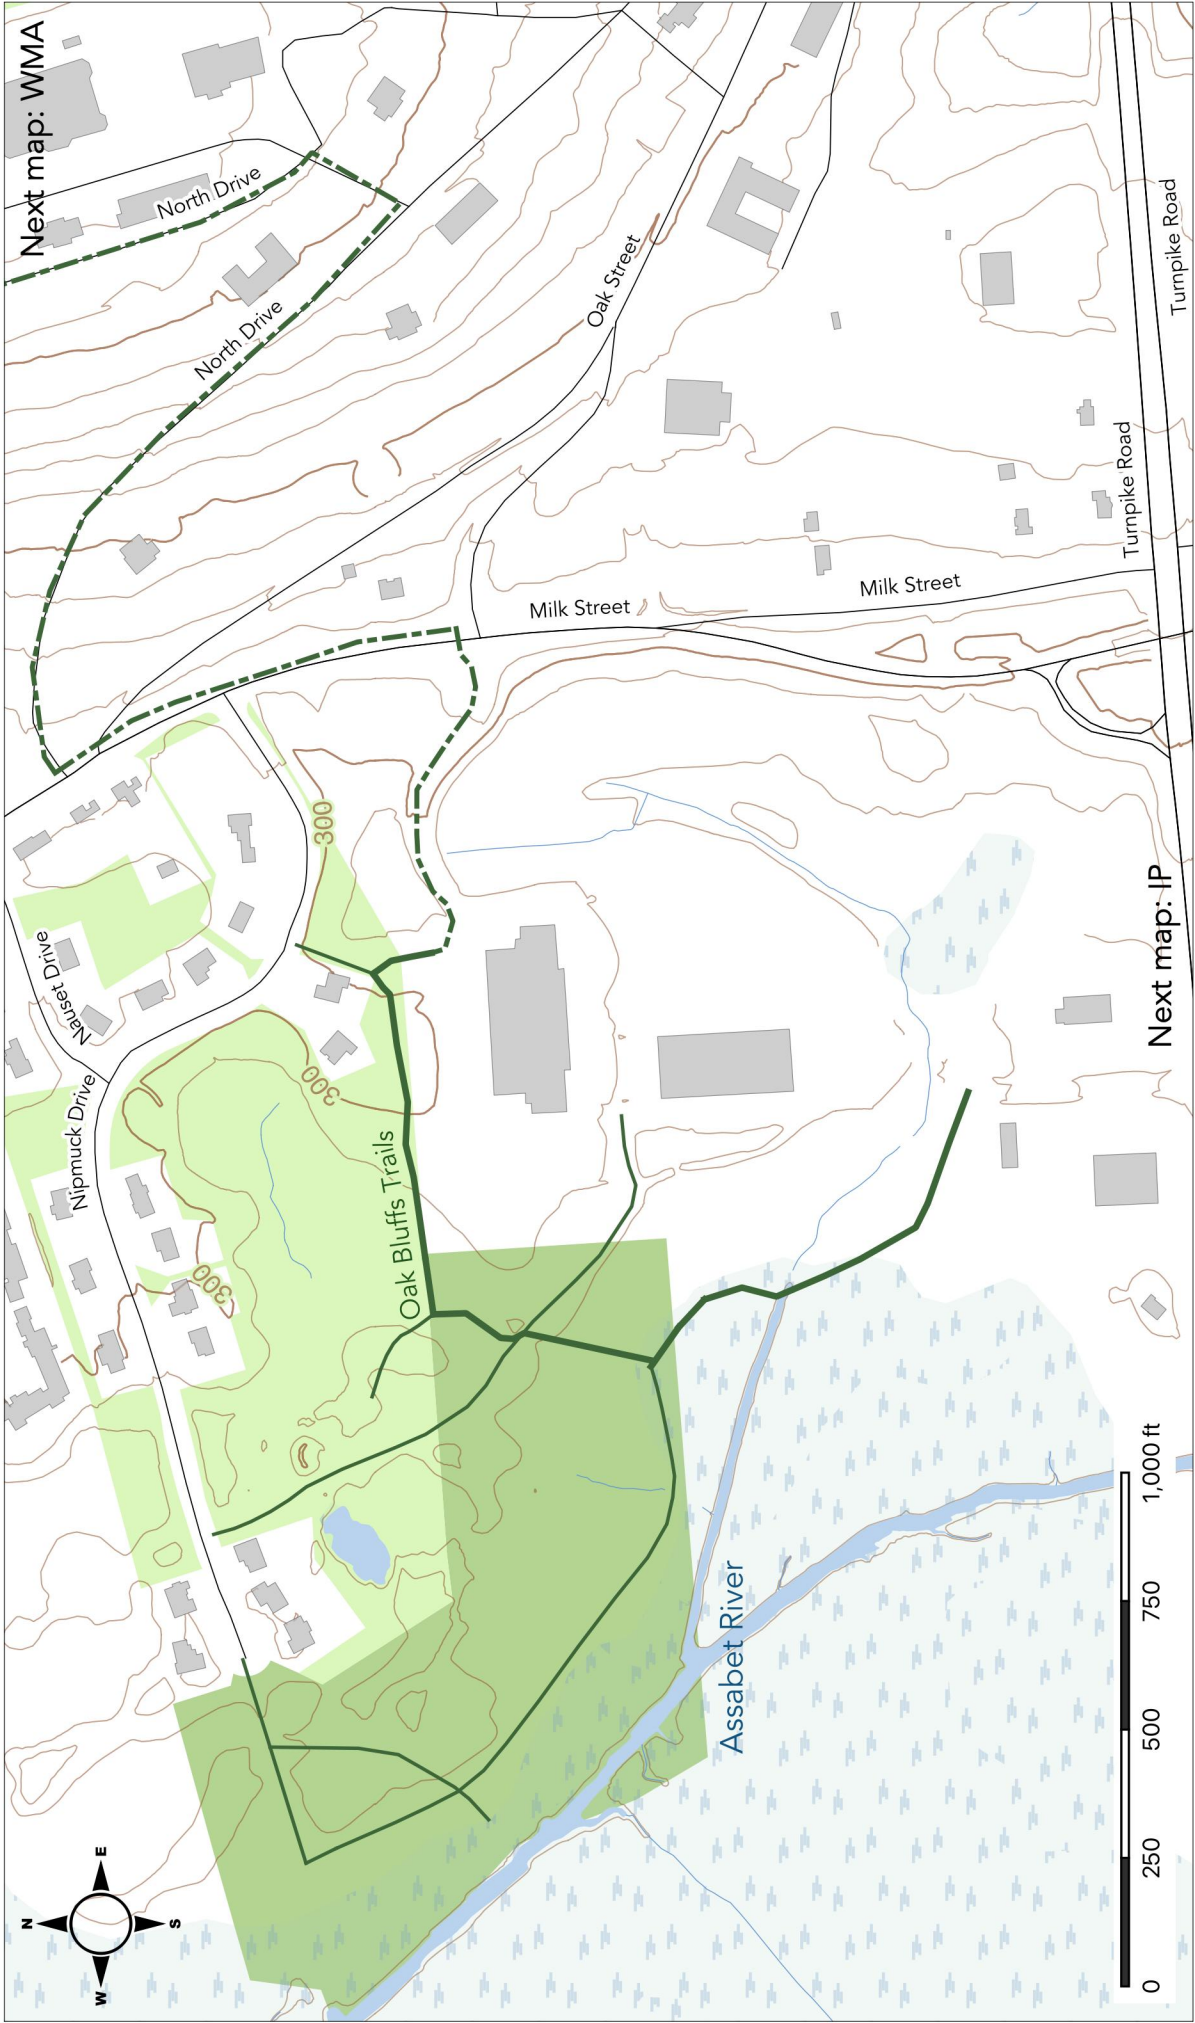 Next map: WMA
North Drive
North Drive
Oak Street
Turnpike Road
Turnpike Road
Milk Street
Milk Street
Nauset Drive
Nipmuck Drive
300
300
300
Oak Bluffs Trails
Next map: IP
Assabet River
N
W
E
S
0
250
500
750
1,000 ft